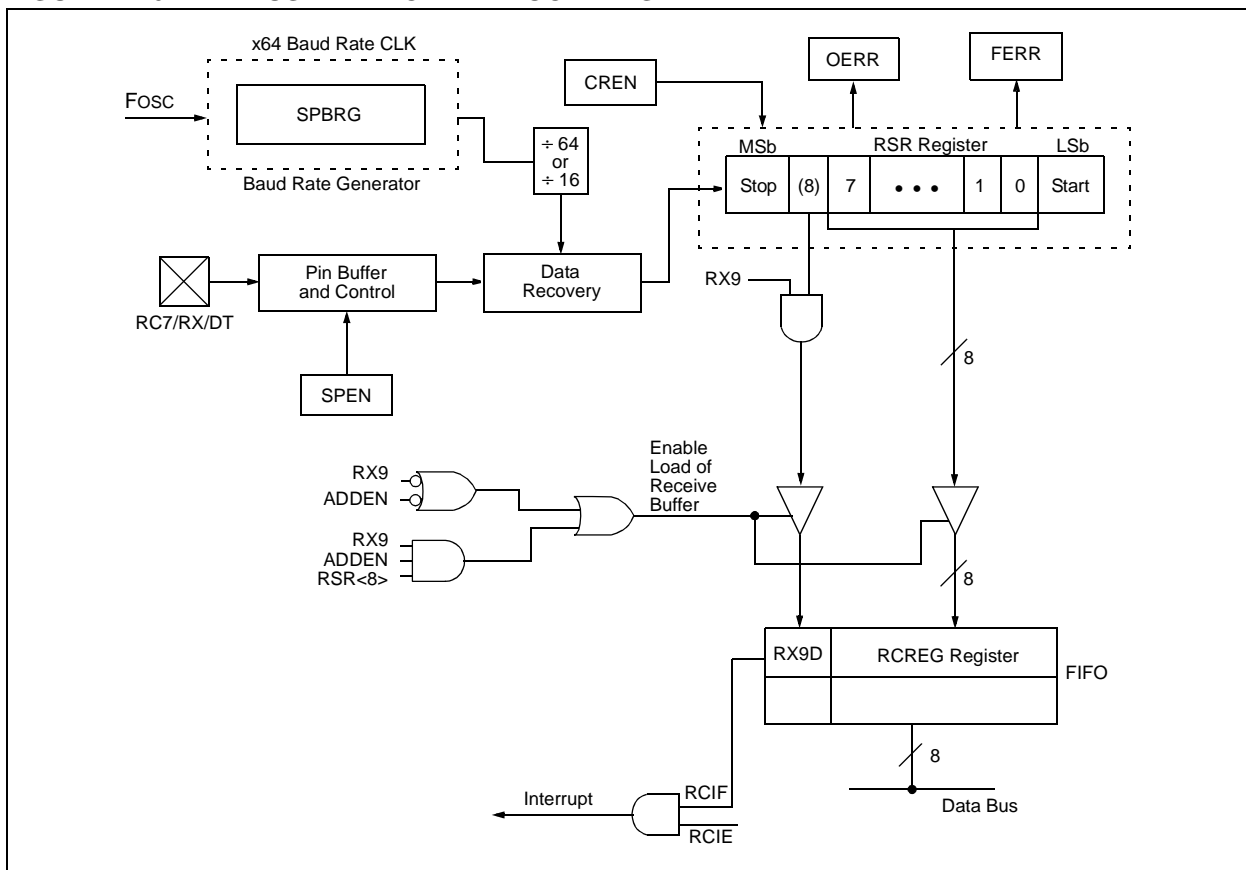 x64 Baud Rate CLK
FOSC
SPBRG
Baud Rate Generator
÷ 64
or
÷ 16
CREN
OERR
FERR
MSb
RSR Register
LSb
Stop
(8)
7
• • •
1
0
Start
RC7/RX/DT
Pin Buffer
and Control
Data
Recovery
SPEN
RX9
8
RX9
ADDEN
RX9
ADDEN
RSR<8>
Enable
Load of
Receive
Buffer
8
RX9D
RCREG Register
FIFO
8
Data Bus
Interrupt
RCIF
RCIE